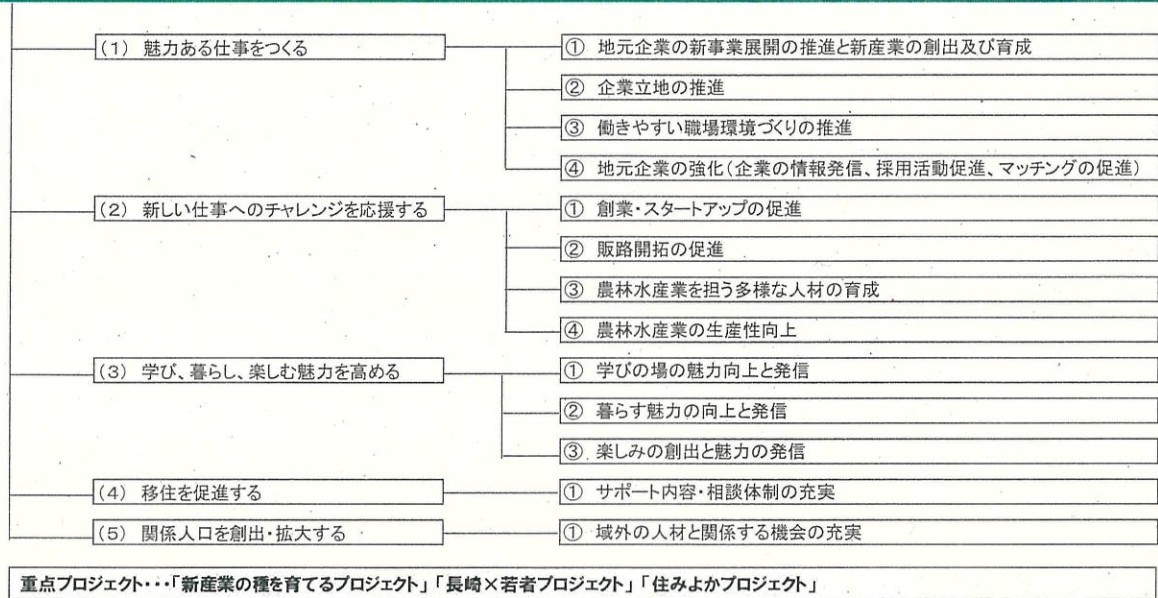 (1) 魅力ある仕事をつくる
① 地元企業の新事業展開の推進と新産業の創出及び育成
② 企業立地の推進
③ 働きやすい職場環境づくりの推進
④ 地元企業の強化(企業の情報発信、採用活動促進、マッチングの促進)
(2) 新しい仕事へのチャレンジを応援する
① 創業・スタートアップの促進
② 販路開拓の促進
③ 農林水産業を担う多様な人材の育成
④ 農林水産業の生産性向上
(3) 学び、暮らし、楽しむ魅力を高める
① 学びの場の魅力向上と発信
② 暮らす魅力の向上と発信
③ 楽しみの創出と魅力の発信
(4) 移住を促進する
① サポート内容・相談体制の充実
(5) 関係人口を創出・拡大する
① 域外の人材と関係する機会の充実
重点プロジェクト・・・「新産業の種を育てるプロジェクト」「長崎×若者プロジェクト」「住みよかプロジェクト」